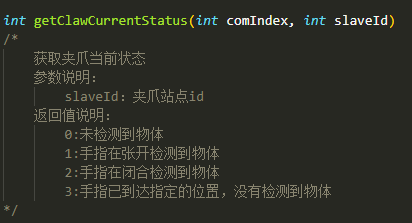 int getClawCurrentStatus(int comIndex, int slaveId)
/*
获取夹爪当前状态
参数说明：
slaveId：夹爪站点id
返回值说明：
0:未检测到物体
1:手指在张开检测到物体
2:手指在闭合检测到物体
3:手指已到达指定的位置，没有检测到物体
*/